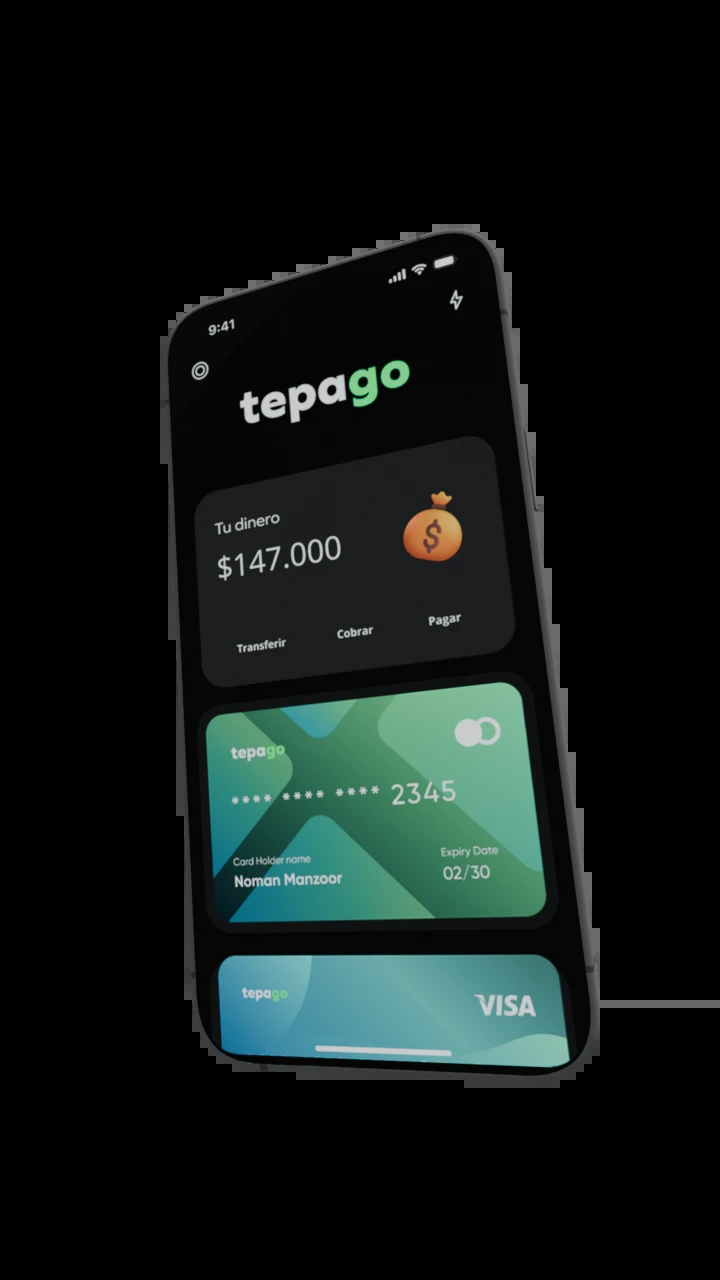 9:41
tepago
Tu dinero
$147.000
$
Transferir Cobrar Pagar
tepago
**** **** **** 2345
Card Holder name Expiry Date
Noman Manzoor 02/30
tepago VISA